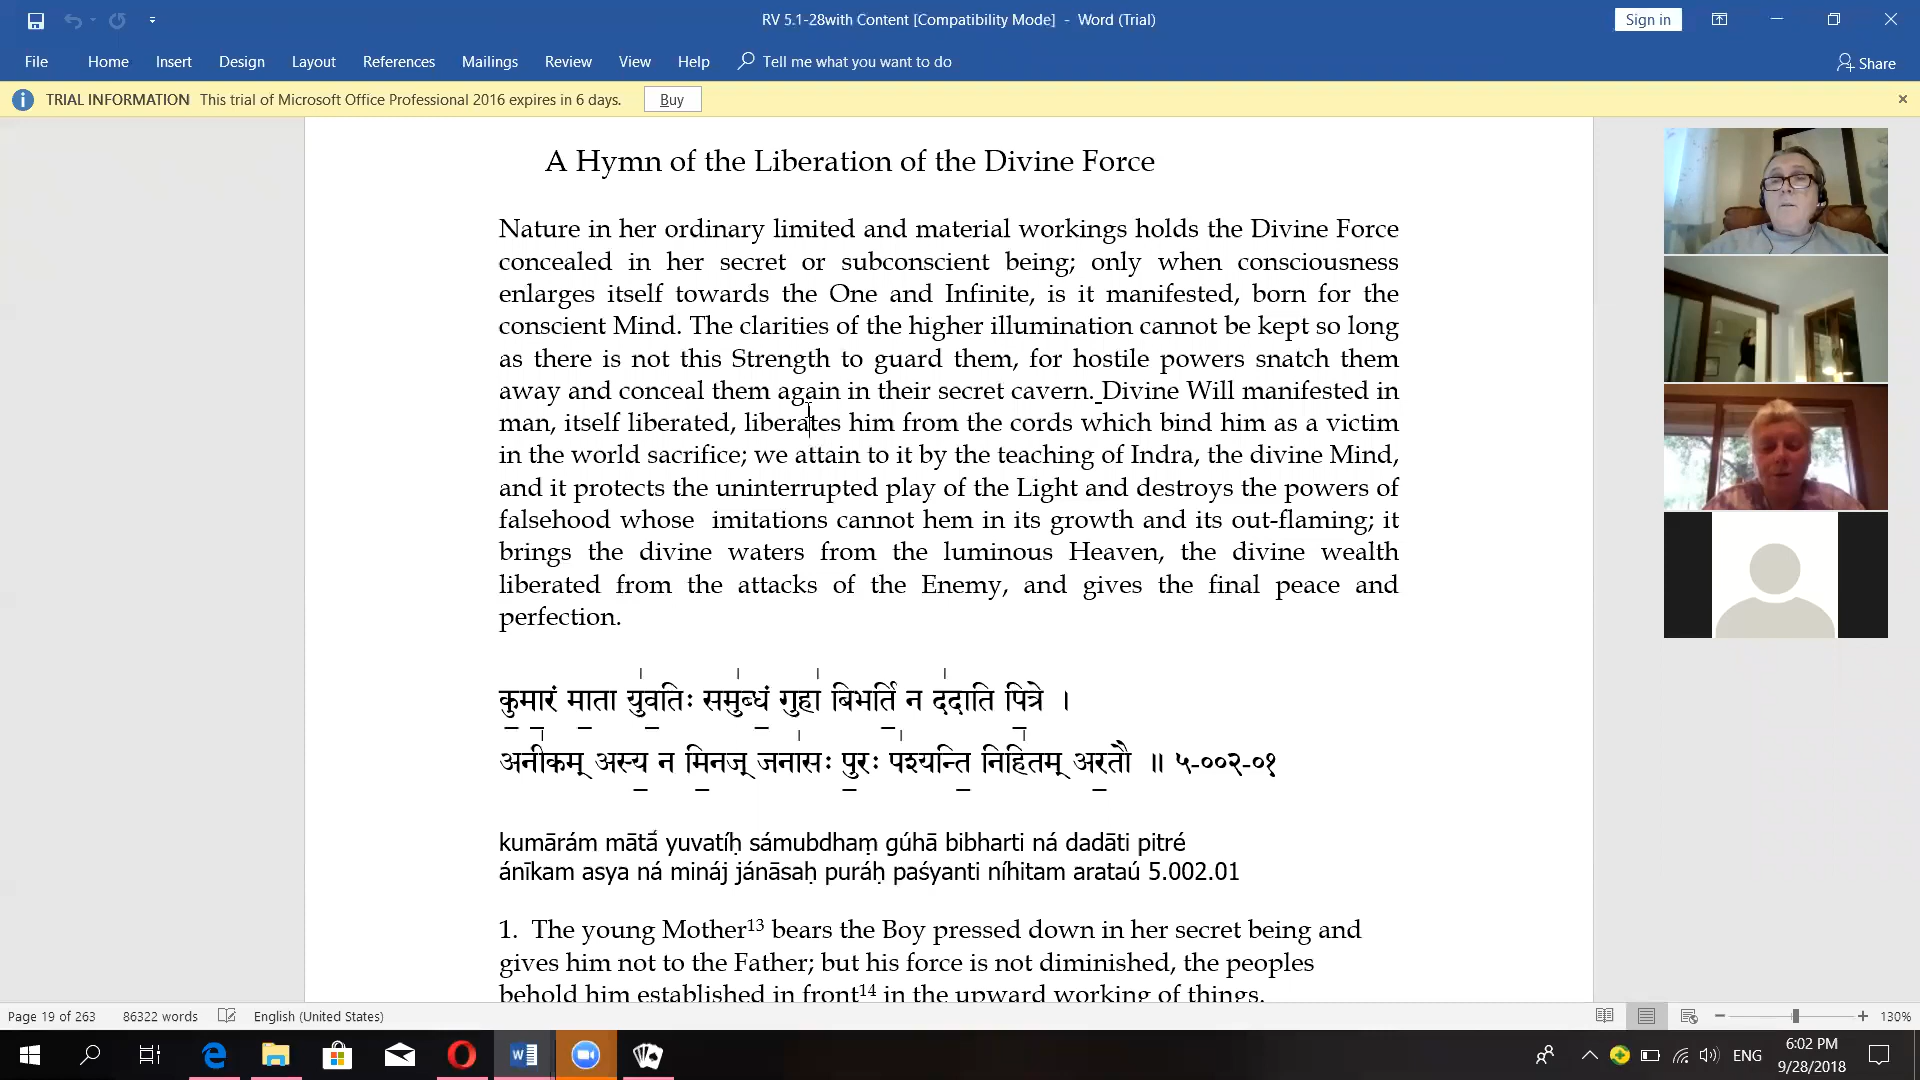 RV 5.1-28with Content [Compatibility Mode] - Word (Trial)
Sign in
File Home Insert Design Layout References Mailings Review View Help Tell me what you want to do
Share
TRIAL INFORMATION This trial of Microsoft Office Professional 2016 expires in 6 days. Buy
A Hymn of the Liberation of the Divine Force
Nature in her ordinary limited and material workings holds the Divine Force
concealed in her secret or subconscient being; only when consciousness
enlarges itself towards the One and Infinite, is it manifested, born for the
conscient Mind. The clarities of the higher illumination cannot be kept so long
as there is not this Strength to guard them, for hostile powers snatch them
away and conceal them again in their secret cavern. Divine Will manifested in
man, itself liberated, liberates him from the cords which bind him as a victim
in the world sacrifice; we attain to it by the teaching of Indra, the divine Mind,
and it protects the uninterrupted play of the Light and destroys the powers of
falsehood whose imitations cannot hem in its growth and its out-flaming; it
brings the divine waters from the luminous Heaven, the divine wealth
liberated from the attacks of the Enemy, and gives the final peace and
perfection.
कु॒मा॒रं मा॒ता यु॑व॒तिः समु॑ब्धं॒ गुहा॑ बिभर्ति॒ न द॑दाति पि॒त्रे ।
अनी॑कम् अस्य॒ न मि॒नज् जना॑सः पु॒रः प॑श्यन्ति॒ निहि॑तम् अर॒तौ ॥ ५-००२-०१
kumārám mātā́ yuvatíḥ sámubdhaṃ gúhā bibharti ná dadāti pitré
ánīkam asya ná mináj jánāsaḥ puráḥ paśyanti níhitam arataú 5.002.01
1. The young Mother¹³ bears the Boy pressed down in her secret being and
gives him not to the Father; but his force is not diminished, the peoples
behold him established in front¹⁴ in the upward working of things.
Page 19 of 263 86322 words English (United States) 130%
6:02 PM
ENG
9/28/2018